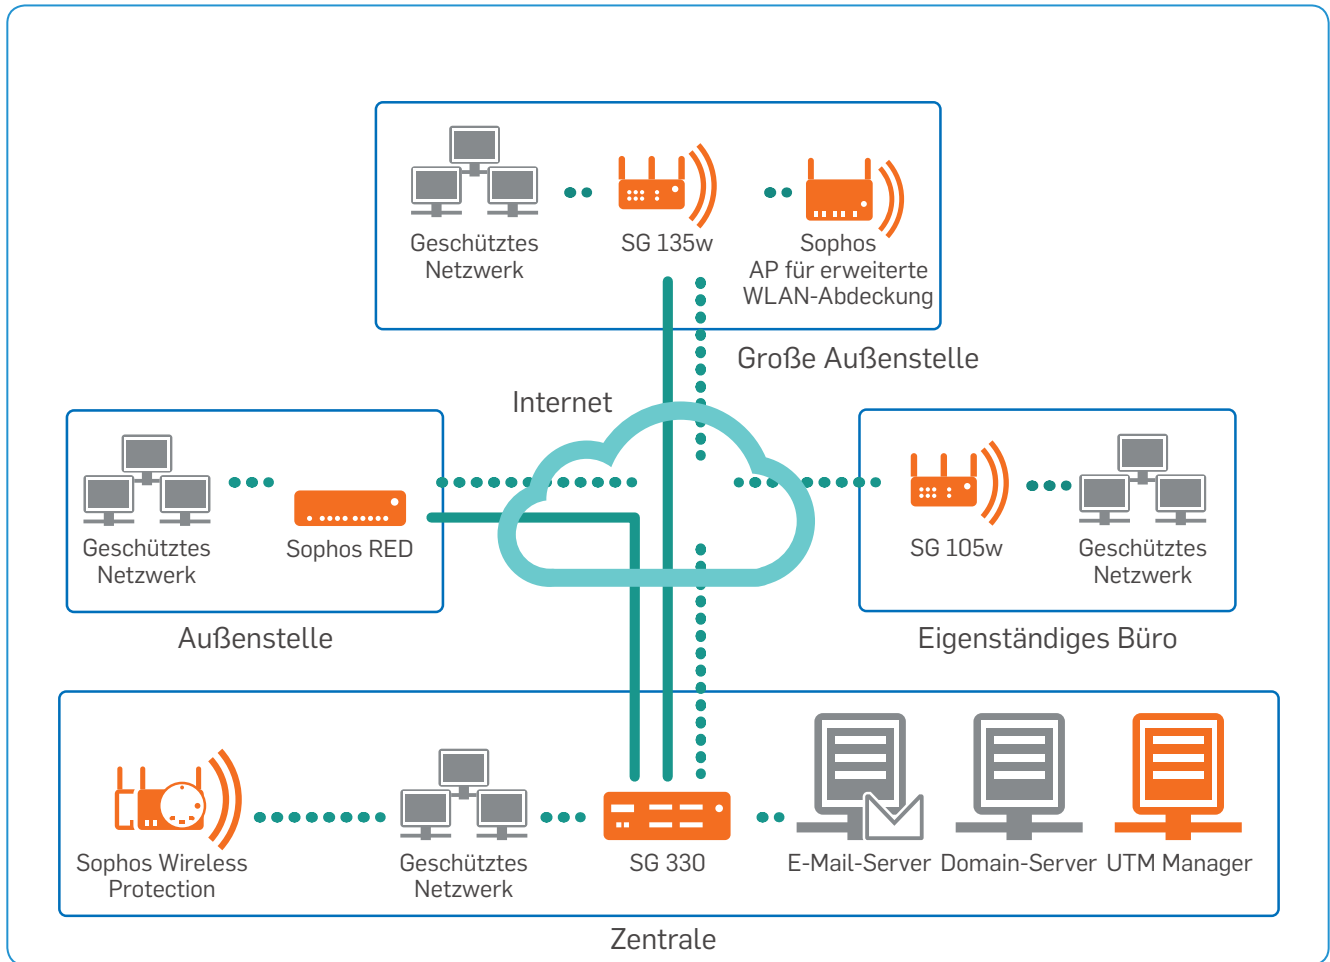 Geschütztes
Netzwerk
SG 135w
Sophos
AP für erweiterte
WLAN-Abdeckung
Große Außenstelle
Internet
Geschütztes
Netzwerk
Sophos RED
Außenstelle
SG 105w
Geschütztes
Netzwerk
Eigenständiges Büro
Sophos Wireless
Protection
Geschütztes
Netzwerk
SG 330
E-Mail-Server
Domain-Server
UTM Manager
Zentrale